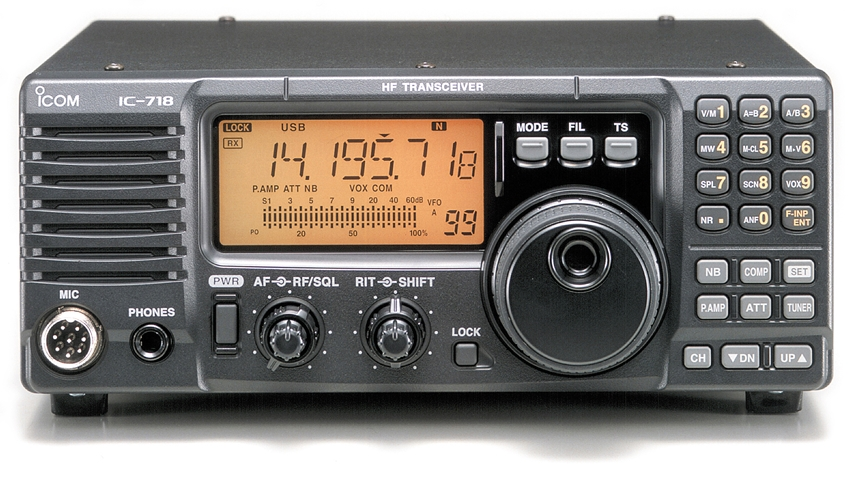 HF TRANSCEIVER
ICOM IC-718
LOCK USB N
RX
14.195.718
P.AMP ATT NB VOX COM
S1 3 5 7 9 20 40 60dB VFO
A
99
PO 20 50 100%
MODE FIL TS
V/M 1 A=B 2 A/B 3
MW 4 M-CL 5 M▸V 6
SPL 7 SCN 8 VOX 9
NR . ANF 0 F-INP ENT
NB COMP SET
P.AMP ATT TUNER
CH ▼DN UP▲
MIC
PHONES
PWR
AF RF/SQL
RIT SHIFT
LOCK